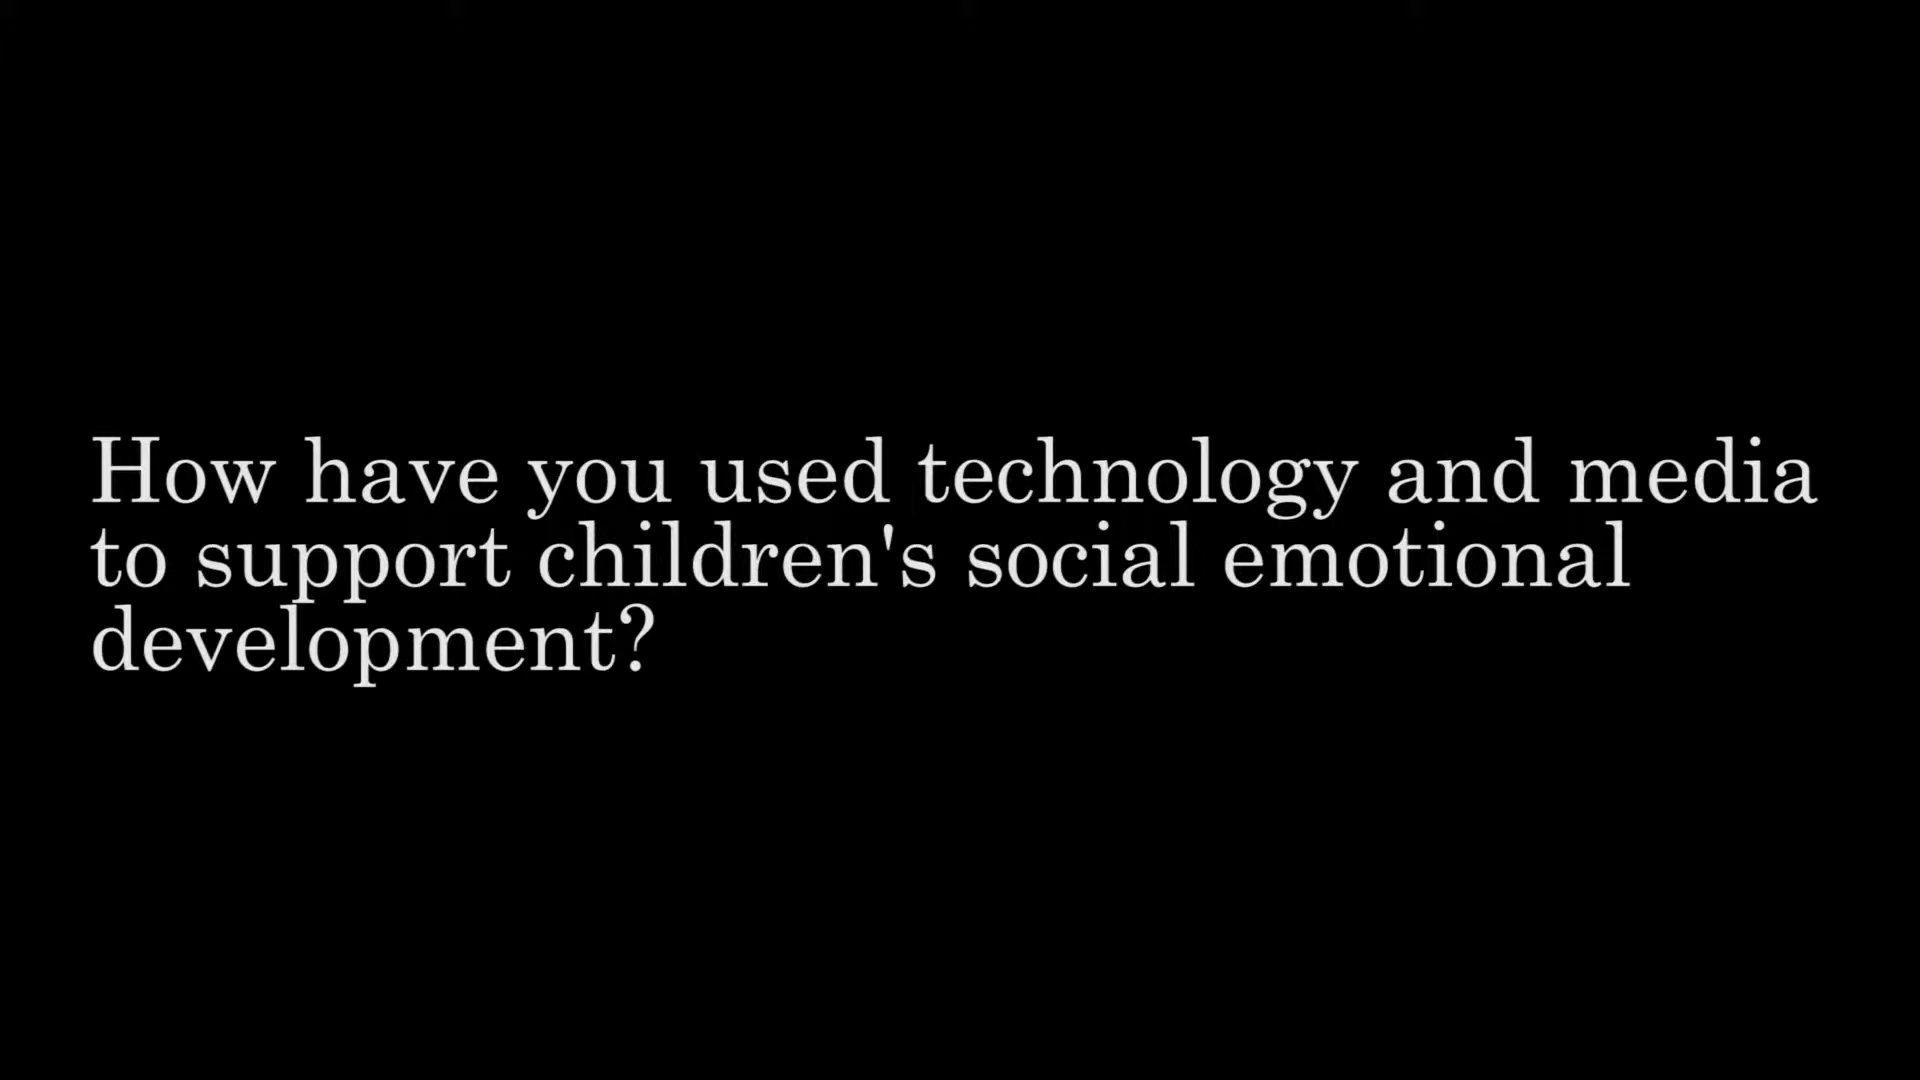 How have you used technology and media
to support children's social emotional
development?